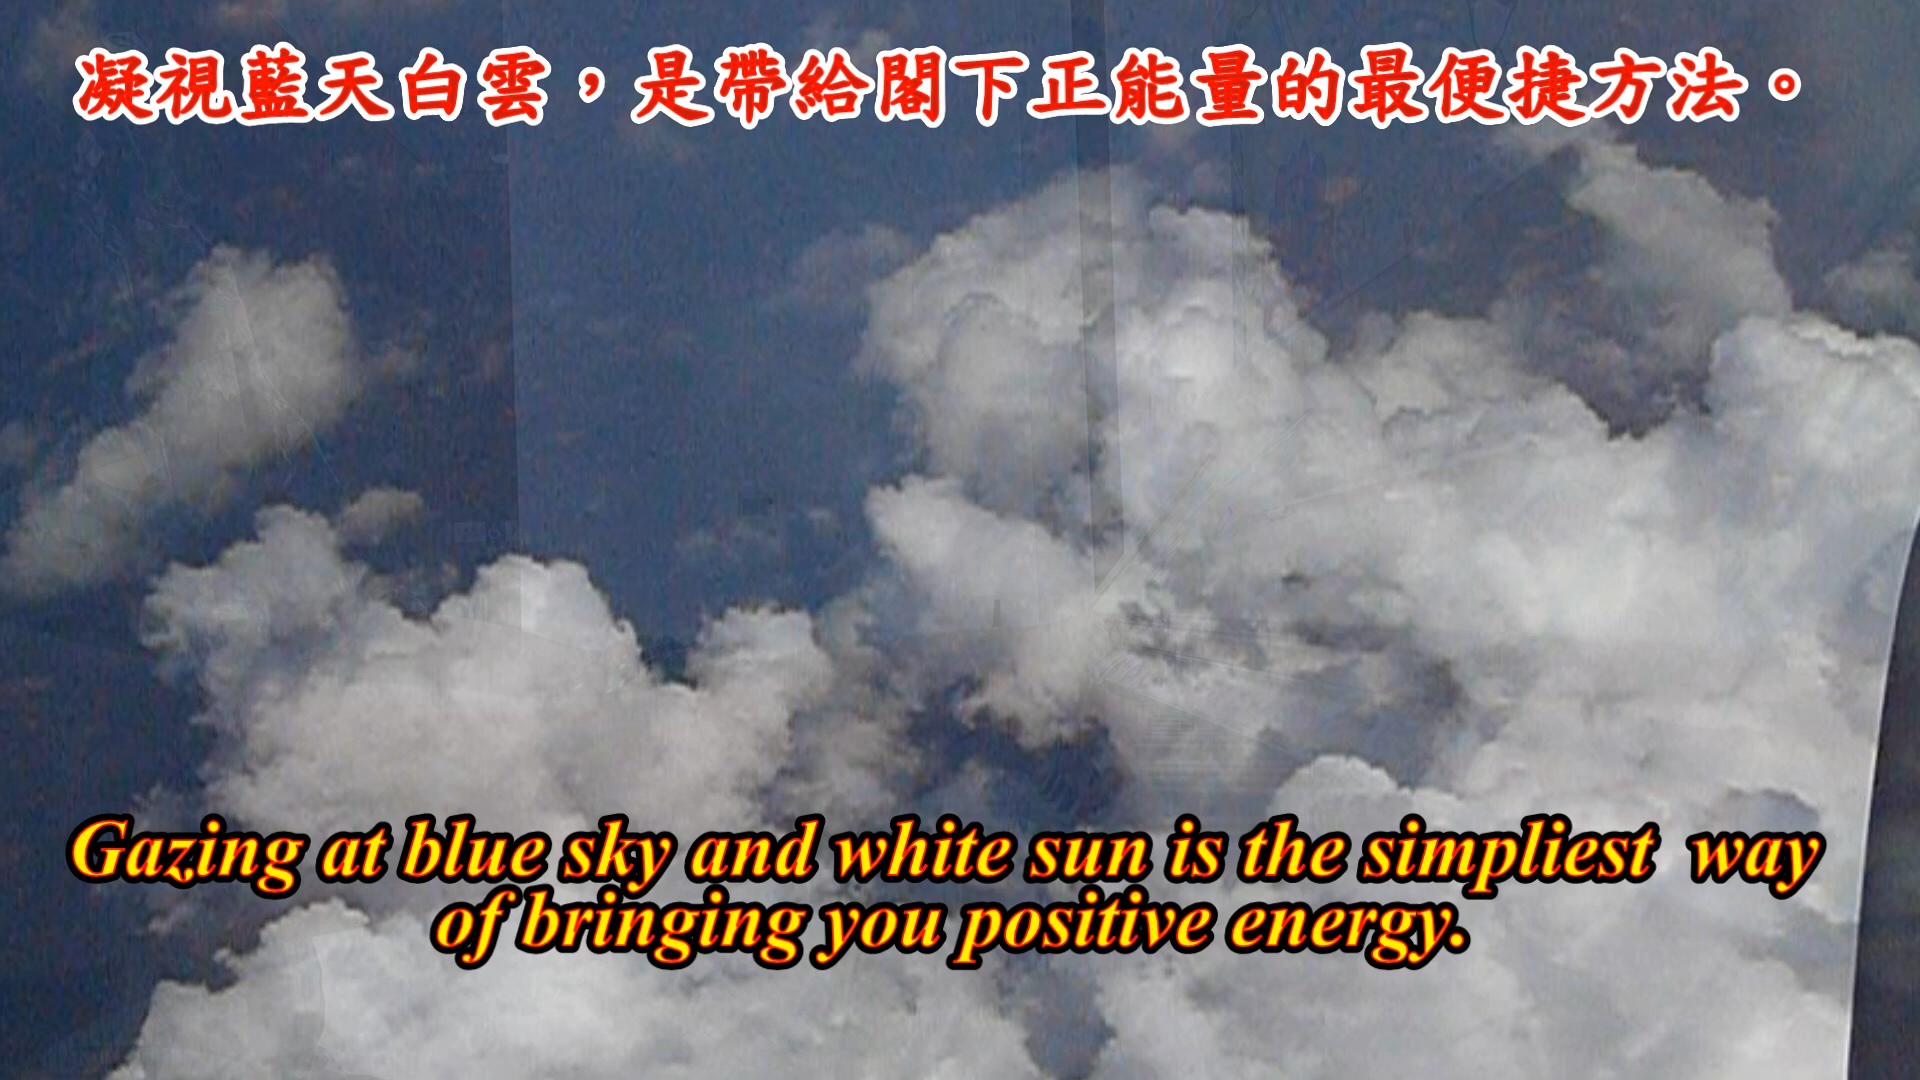 凝視藍天白雲，是帶給閣下正能量的最便捷方法。
Gazing at blue sky and white sun is the simpliest way
of bringing you positive energy.